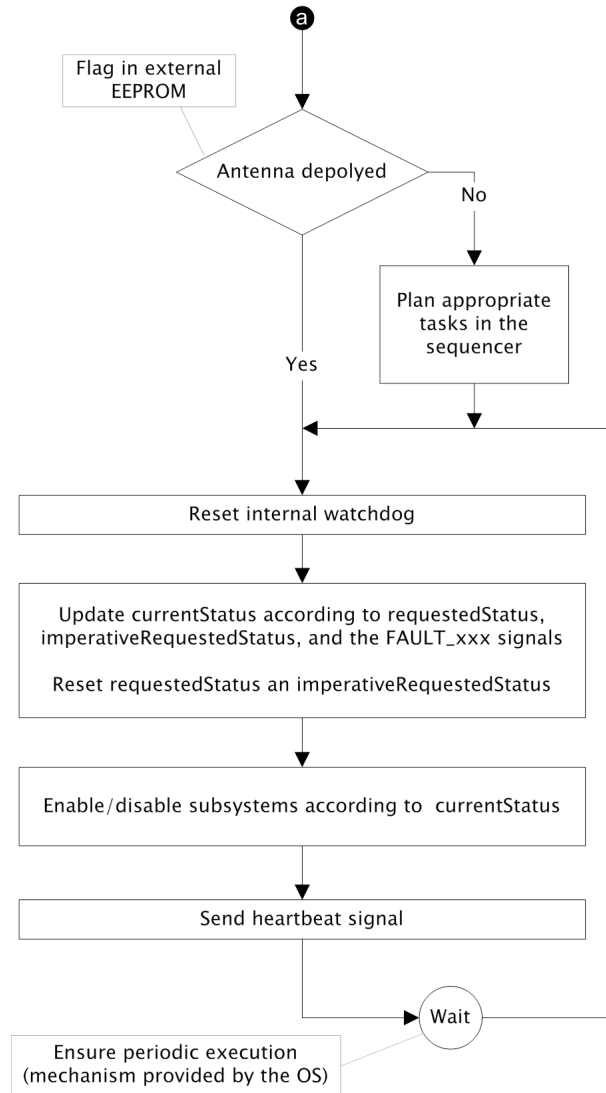 a
Flag in external
EEPROM
Antenna depolyed
No
Plan appropriate
tasks in the
sequencer
Yes
Reset internal watchdog
Update currentStatus according to requestedStatus,
imperativeRequestedStatus, and the FAULT_xxx signals
Reset requestedStatus an imperativeRequestedStatus
Enable/disable subsystems according to currentStatus
Send heartbeat signal
Wait
Ensure periodic execution
(mechanism provided by the OS)